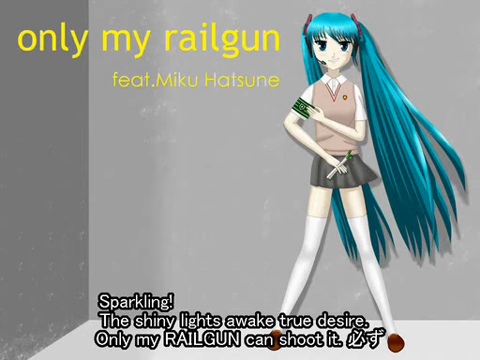 only my railgun
feat.Miku Hatsune
Sparkling!
The shiny lights awake true desire.
Only my RAILGUN can shoot it. 必ず